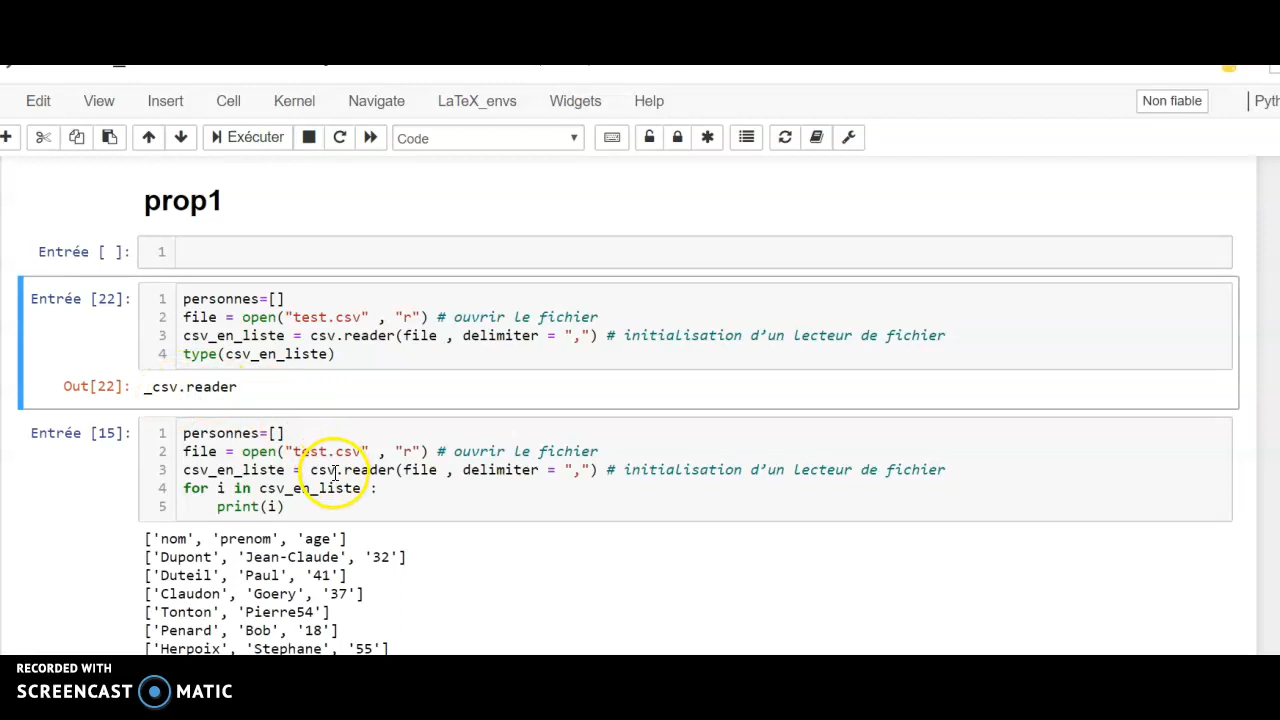 Edit View Insert Cell Kernel Navigate LaTeX_envs Widgets Help Non fiable
Exécuter Code
prop1
Entrée [ ]: 1
Entrée [22]: 1 personnes=[]
2 file = open("test.csv" , "r") # ouvrir le fichier
3 csv_en_liste = csv.reader(file , delimiter = ",") # initialisation d’un lecteur de fichier
4 type(csv_en_liste)
Out[22]: _csv.reader
Entrée [15]: 1 personnes=[]
2 file = open("test.csv" , "r") # ouvrir le fichier
3 csv_en_liste = csv.reader(file , delimiter = ",") # initialisation d’un lecteur de fichier
4 for i in csv_en_liste :
5 print(i)
['nom', 'prenom', 'age']
['Dupont', 'Jean-Claude', '32']
['Duteil', 'Paul', '41']
['Claudon', 'Goery', '37']
['Tonton', 'Pierre54']
['Penard', 'Bob', '18']
['Herpoix', 'Stephane', '55']
RECORDED WITH
SCREENCAST MATIC